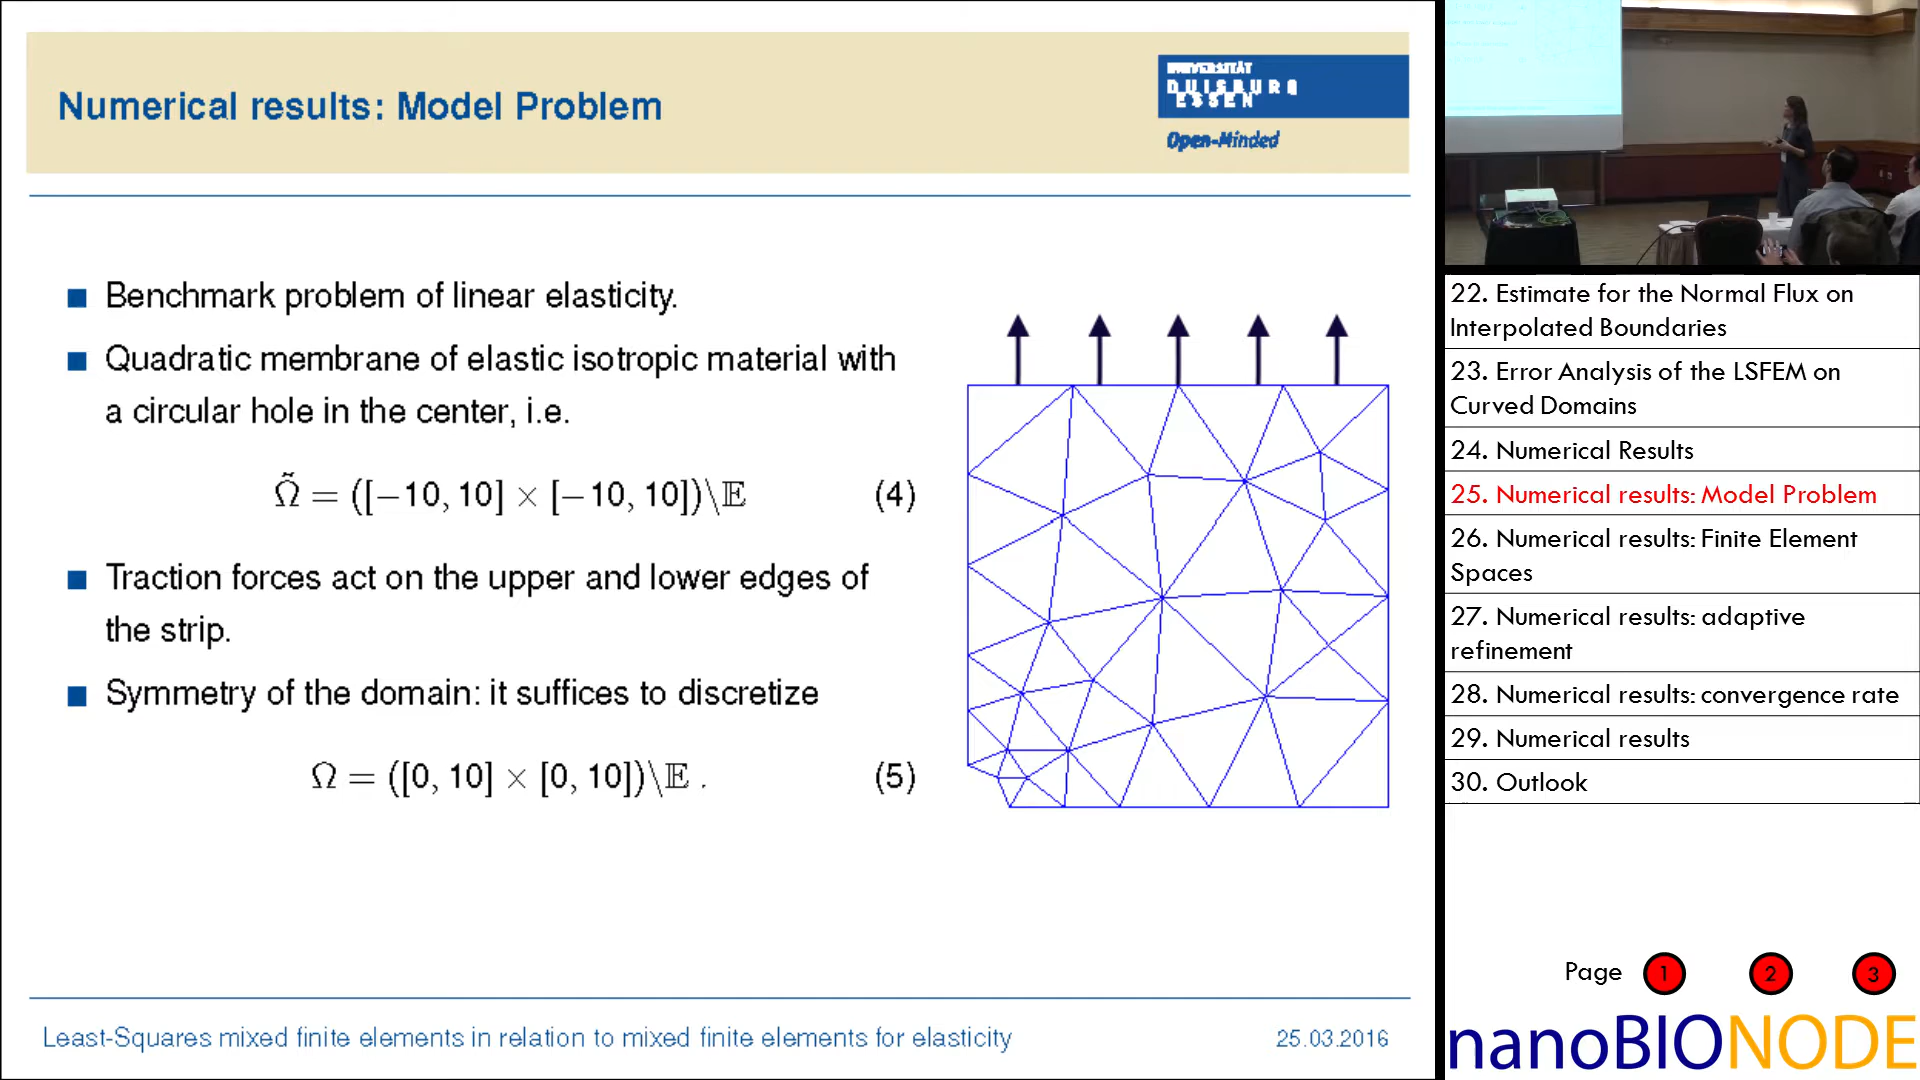 Numerical results: Model Problem
UNIVERSITÄT
DUISBURG
ESSEN
Open-Minded
Benchmark problem of linear elasticity.
Quadratic membrane of elastic isotropic material with
a circular hole in the center, i.e.
Ω̃ = ([−10, 10] × [−10, 10])\𝔼 (4)
Traction forces act on the upper and lower edges of
the strip.
Symmetry of the domain: it suffices to discretize
Ω = ([0, 10] × [0, 10])\𝔼 . (5)
Least-Squares mixed finite elements in relation to mixed finite elements for elasticity 25.03.2016
22. Estimate for the Normal Flux on
Interpolated Boundaries
23. Error Analysis of the LSFEM on
Curved Domains
24. Numerical Results
25. Numerical results: Model Problem
26. Numerical results: Finite Element
Spaces
27. Numerical results: adaptive
refinement
28. Numerical results: convergence rate
29. Numerical results
30. Outlook
Page 1 2 3
nanoBIONODE